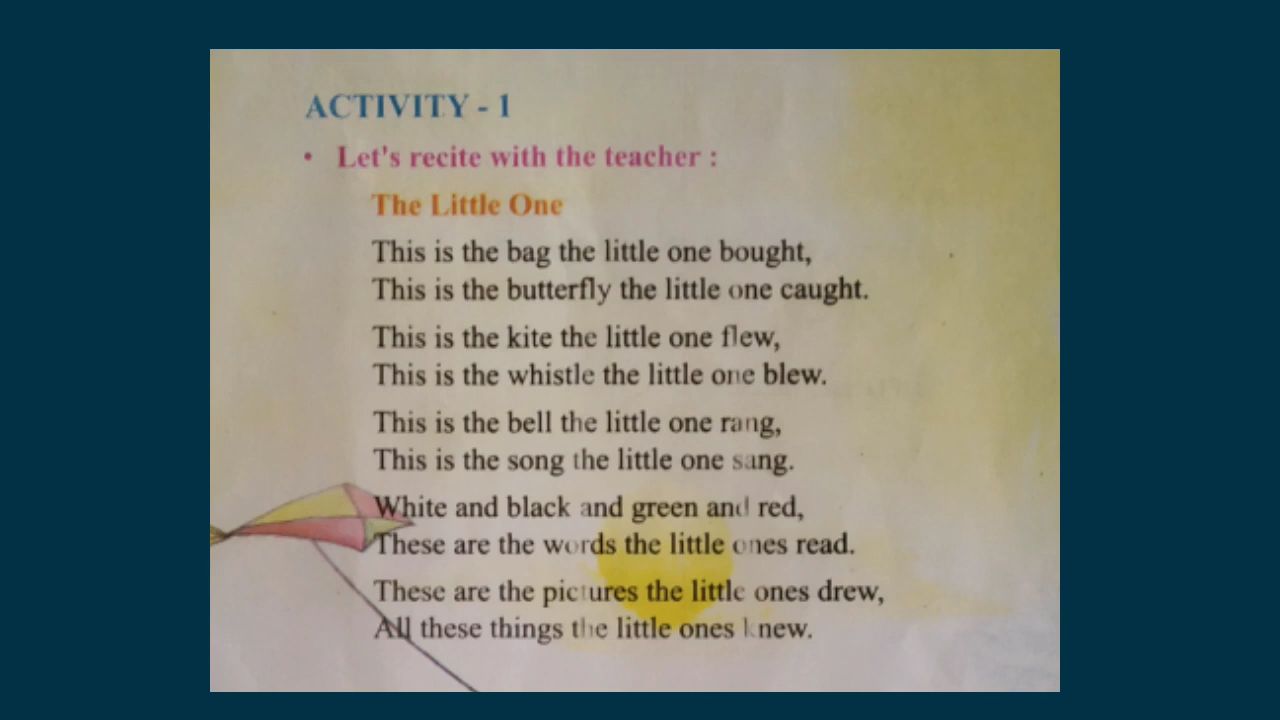 ACTIVITY - 1
• Let's recite with the teacher :
The Little One
This is the bag the little one bought,
This is the butterfly the little one caught.
This is the kite the little one flew,
This is the whistle the little one blew.
This is the bell the little one rang,
This is the song the little one sang.
White and black and green and red,
These are the words the little ones read.
These are the pictures the little ones drew,
All these things the little ones knew.